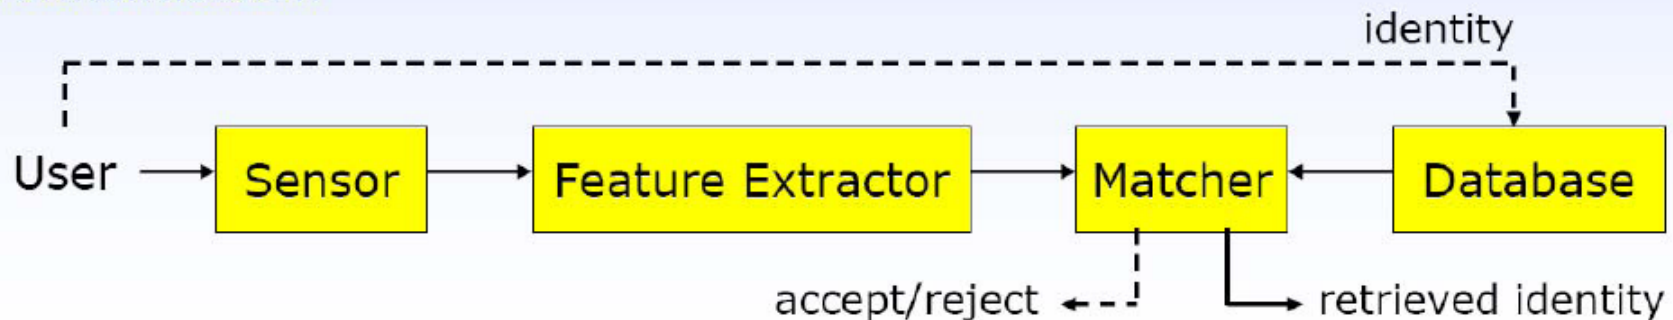 identity
User
Sensor
Feature Extractor
Matcher
Database
accept/reject
retrieved identity